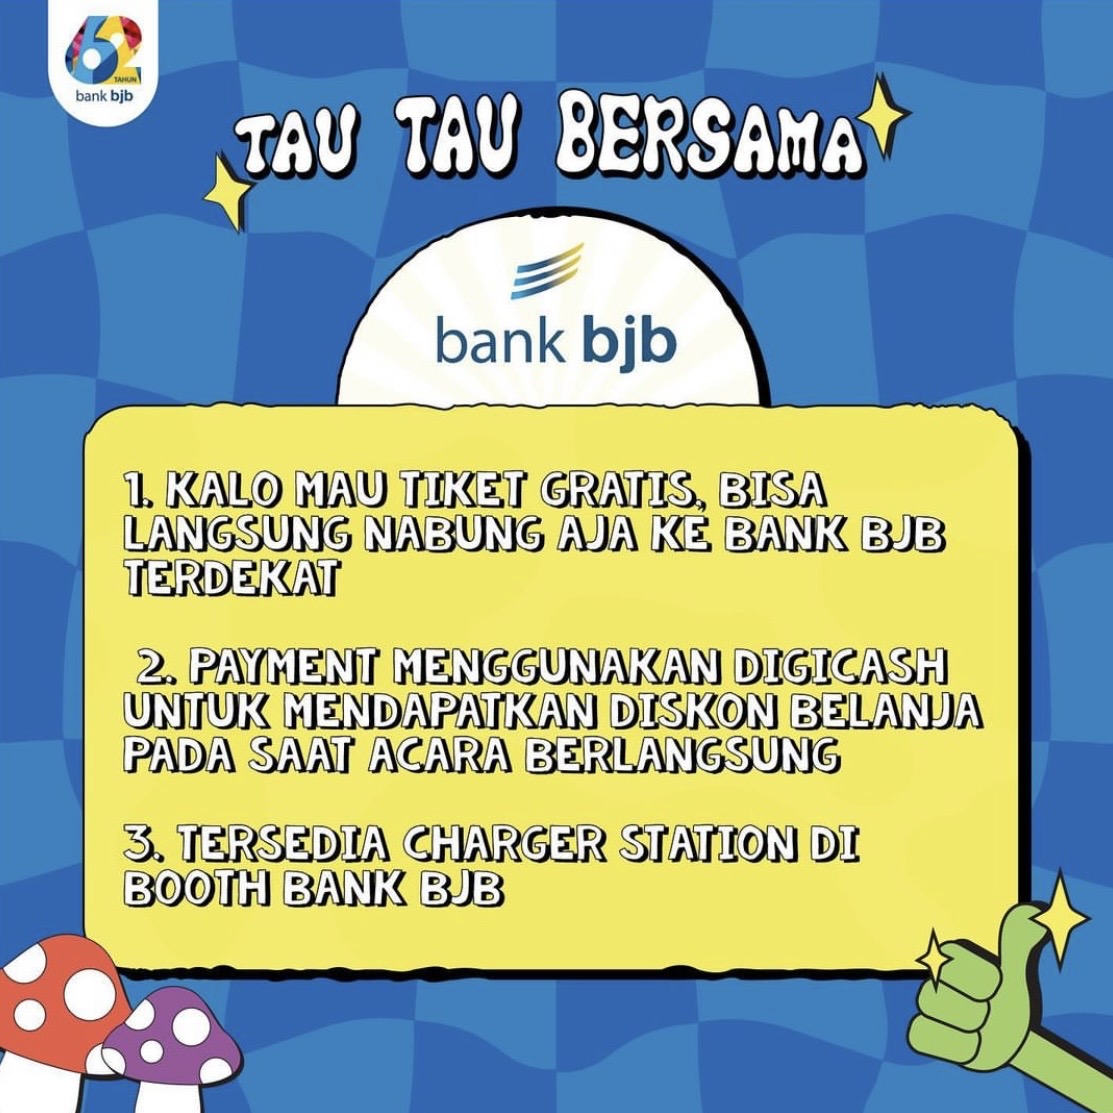 62
TAHUN
bank bjb
TAU TAU BERSAMA
bank bjb
1. KALO MAU TIKET GRATIS, BISA
LANGSUNG NABUNG AJA KE BANK BJB
TERDEKAT
2. PAYMENT MENGGUNAKAN DIGICASH
UNTUK MENDAPATKAN DISKON BELANJA
PADA SAAT ACARA BERLANGSUNG
3. TERSEDIA CHARGER STATION DI
BOOTH BANK BJB